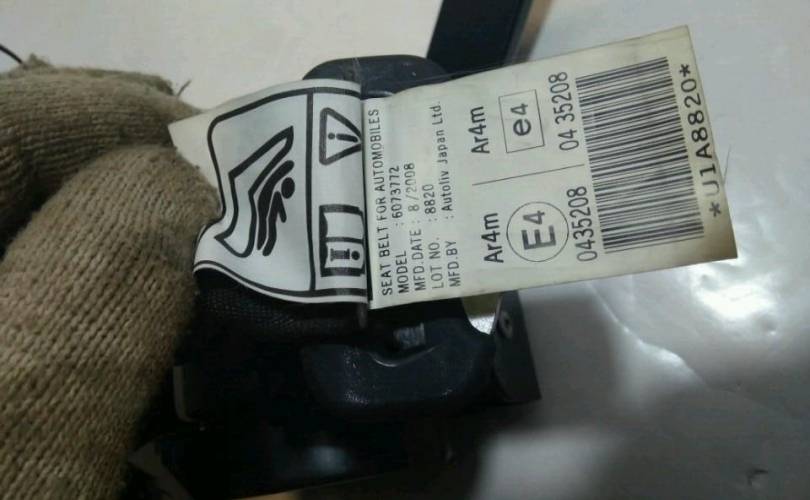 SEAT BELT FOR AUTOMOBILES
MODEL : 6073772
MFD.DATE : 8/2008
LOT NO. : 8820
MFD.BY : Autoliv Japan Ltd.
Ar4m
E4
0435208
Ar4m
e4
04 35208
*U1A8820*